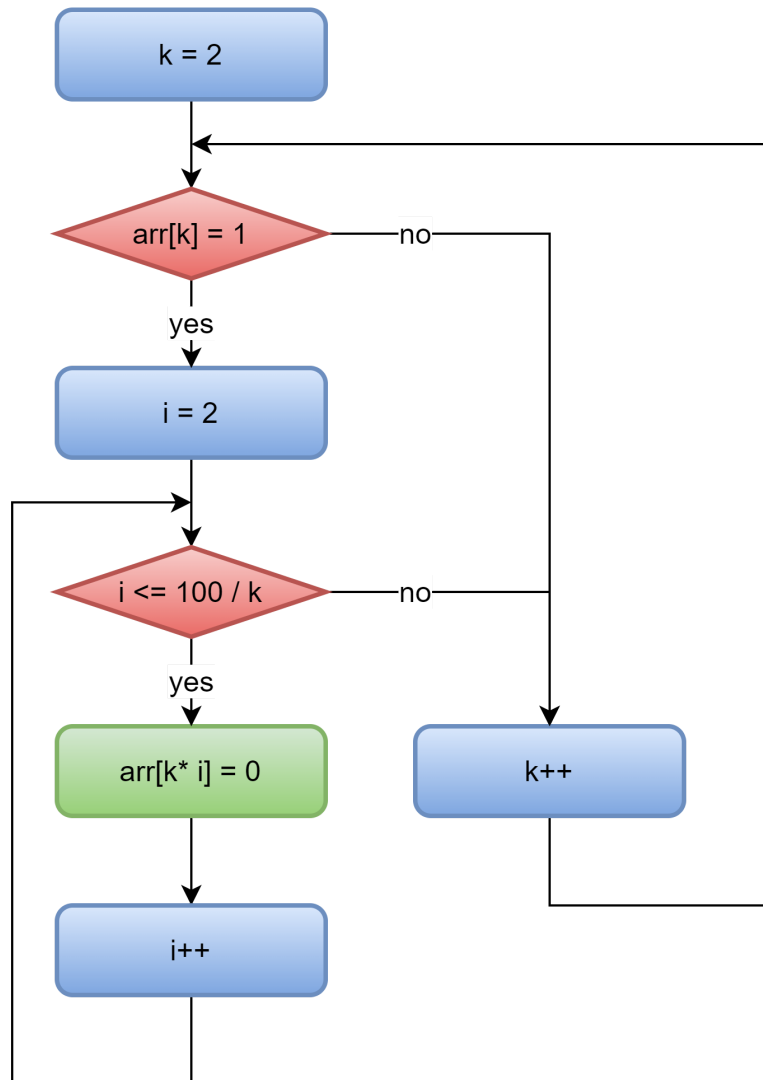 k = 2
arr[k] = 1
no
yes
i = 2
i <= 100 / k
no
yes
arr[k* i] = 0
k++
i++